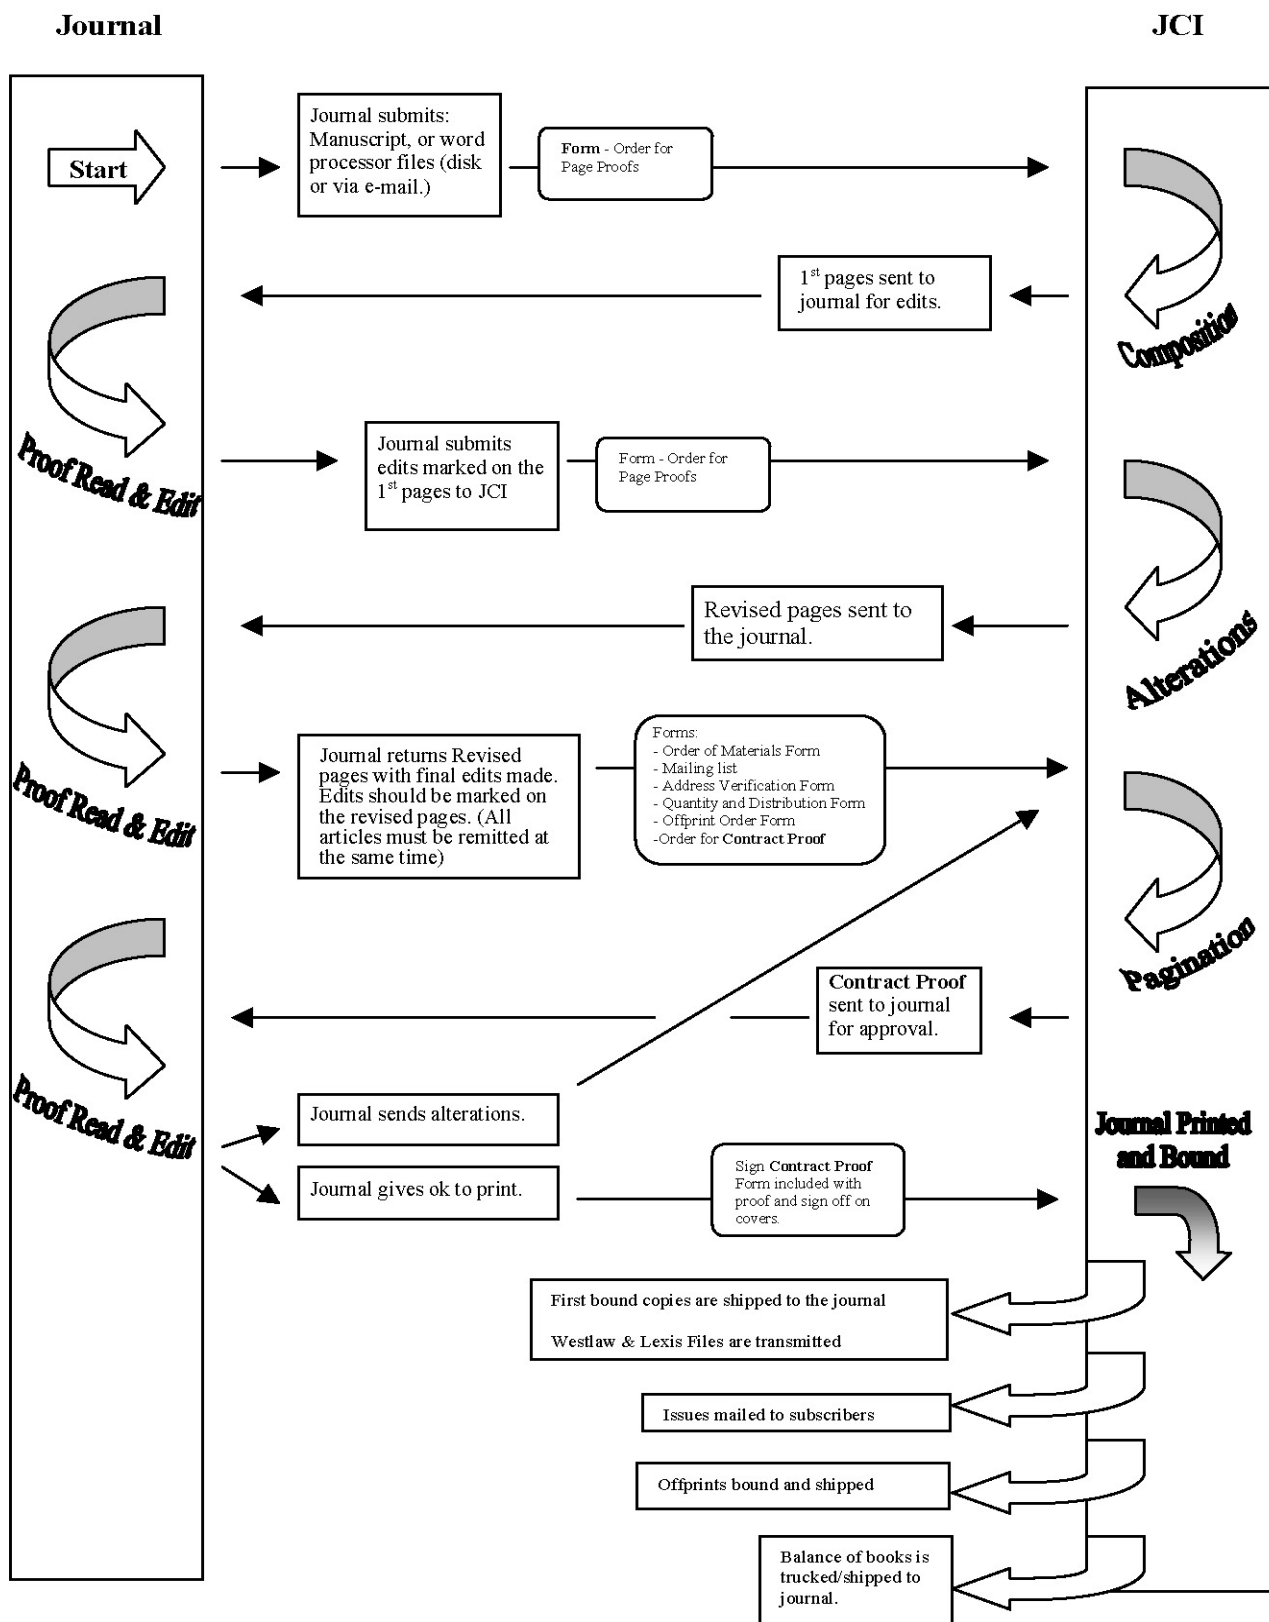 Journal
JCI
Start
Journal submits:
Manuscript, or word
processor files (disk
or via e-mail.)
Form - Order for
Page Proofs
1st pages sent to
journal for edits.
Composition
Proof Read & Edit
Journal submits
edits marked on the
1st pages to JCI
Form - Order for
Page Proofs
Revised pages sent to
the journal.
Alterations
Proof Read & Edit
Journal returns Revised
pages with final edits made.
Edits should be marked on
the revised pages. (All
articles must be remitted at
the same time)
Forms:
- Order of Materials Form
- Mailing list
- Address Verification Form
- Quantity and Distribution Form
- Offprint Order Form
-Order for Contract Proof
Pagination
Contract Proof
sent to journal
for approval.
Proof Read & Edit
Journal sends alterations.
Journal gives ok to print.
Sign Contract Proof
Form included with
proof and sign off on
covers.
Journal Printed
and Bound
First bound copies are shipped to the journal
Westlaw & Lexis Files are transmitted
Issues mailed to subscribers
Offprints bound and shipped
Balance of books is
trucked/shipped to
journal.